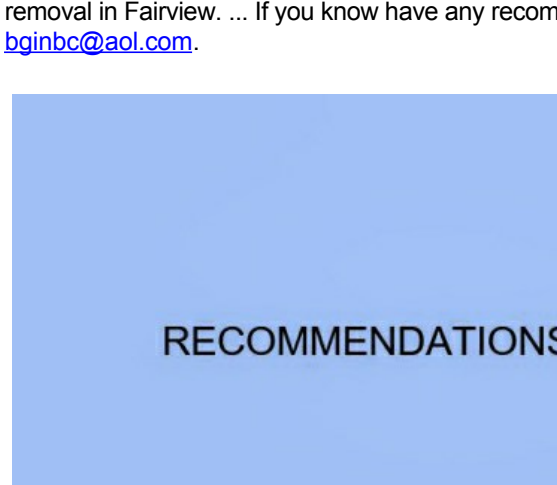 removal in Fairview. ... If you know have any recom
bginbc@aol.com.
RECOMMENDATIONS